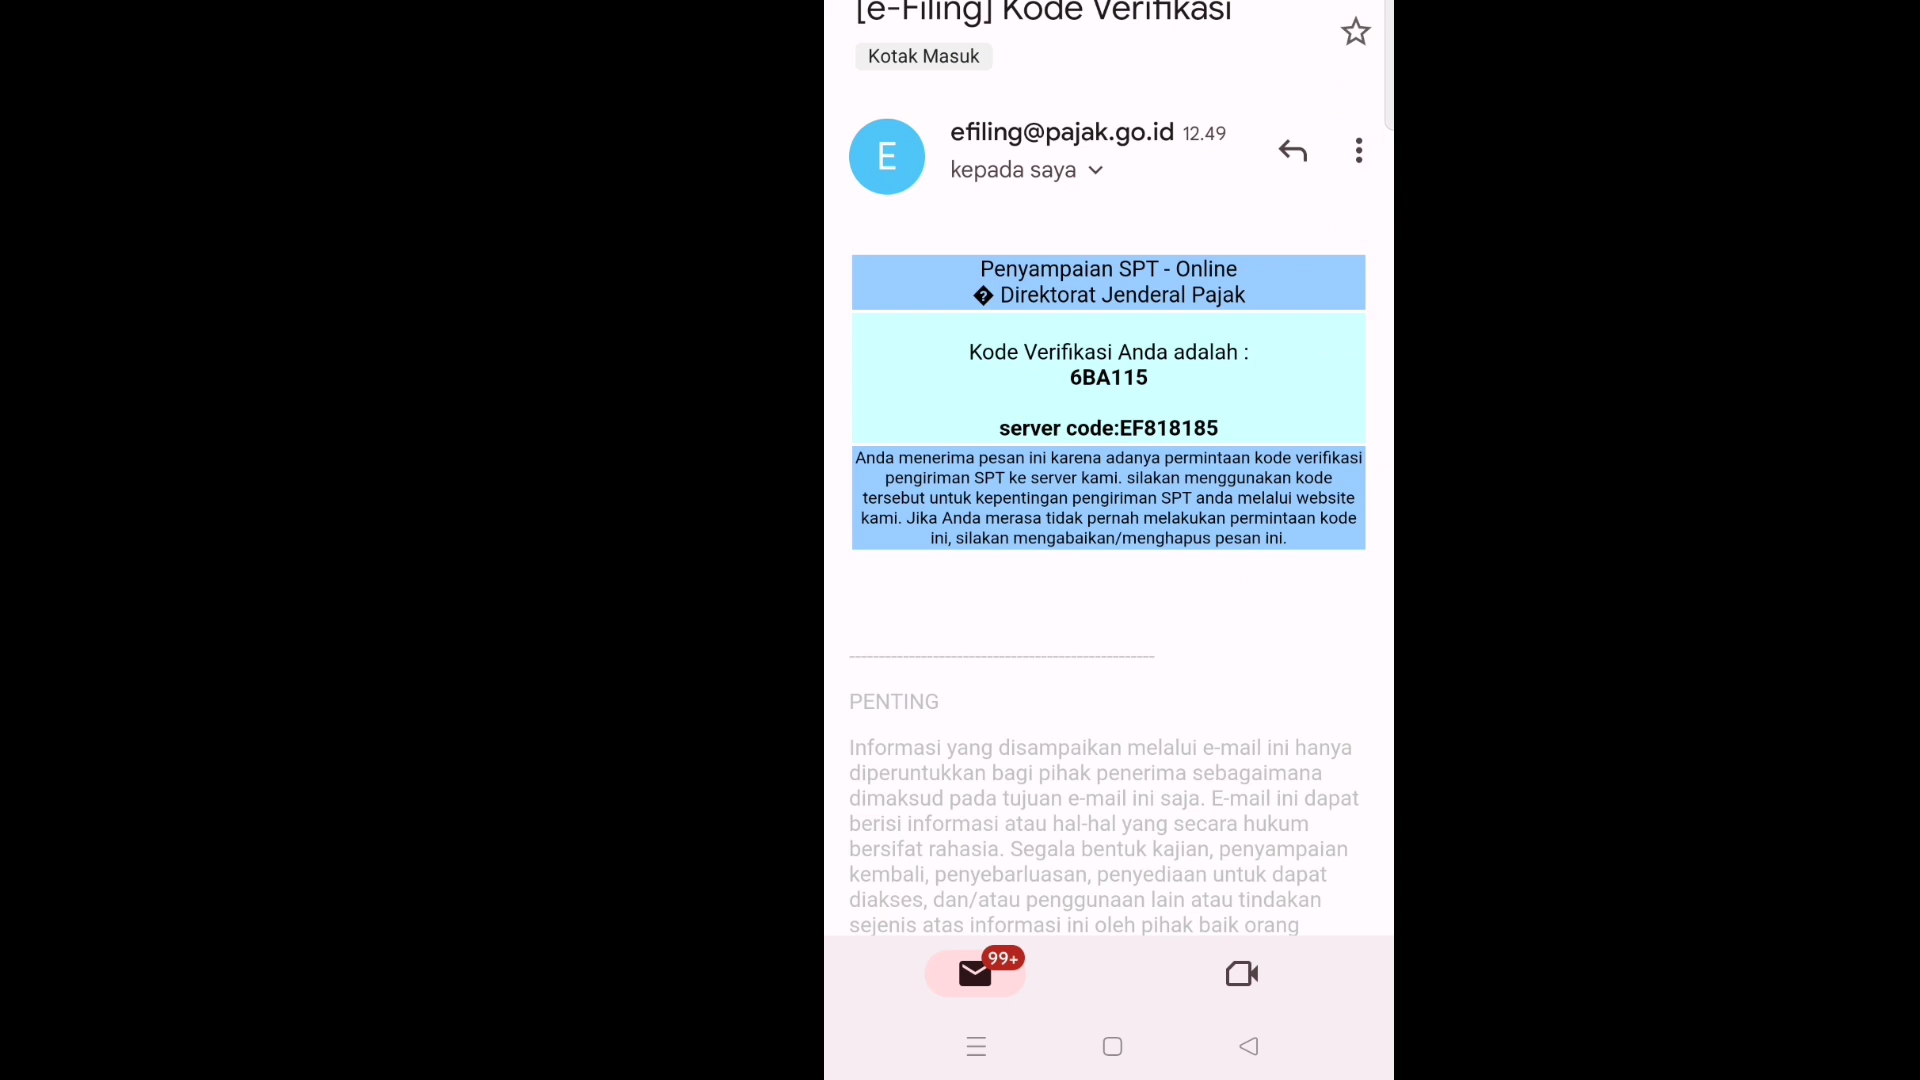 [e-Filing] Kode Verifikasi
Kotak Masuk
E
efiling@pajak.go.id 12.49
kepada saya
Penyampaian SPT - Online
� Direktorat Jenderal Pajak
Kode Verifikasi Anda adalah :
6BA115
server code:EF818185
Anda menerima pesan ini karena adanya permintaan kode verifikasi
pengiriman SPT ke server kami. silakan menggunakan kode
tersebut untuk kepentingan pengiriman SPT anda melalui website
kami. Jika Anda merasa tidak pernah melakukan permintaan kode
ini, silakan mengabaikan/menghapus pesan ini.
---------------------------------------------------
PENTING
Informasi yang disampaikan melalui e-mail ini hanya
diperuntukkan bagi pihak penerima sebagaimana
dimaksud pada tujuan e-mail ini saja. E-mail ini dapat
berisi informasi atau hal-hal yang secara hukum
bersifat rahasia. Segala bentuk kajian, penyampaian
kembali, penyebarluasan, penyediaan untuk dapat
diakses, dan/atau penggunaan lain atau tindakan
sejenis atas informasi ini oleh pihak baik orang
99+